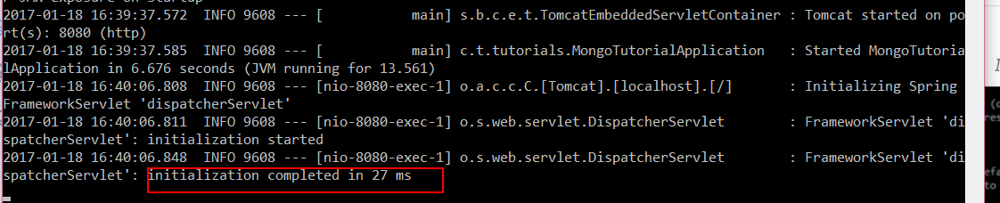 JMX exposure on startup
2017-01-18 16:39:37.572  INFO 9608 --- [           main] s.b.c.e.t.TomcatEmbeddedServletContainer : Tomcat started on po
rt(s): 8080 (http)
2017-01-18 16:39:37.585  INFO 9608 --- [           main] c.t.tutorials.MongoTutorialApplication   : Started MongoTutoria
lApplication in 6.676 seconds (JVM running for 13.561)
2017-01-18 16:40:06.808  INFO 9608 --- [nio-8080-exec-1] o.a.c.c.C.[Tomcat].[localhost].[/]       : Initializing Spring
FrameworkServlet 'dispatcherServlet'
2017-01-18 16:40:06.811  INFO 9608 --- [nio-8080-exec-1] o.s.web.servlet.DispatcherServlet        : FrameworkServlet 'di
spatcherServlet': initialization started
2017-01-18 16:40:06.848  INFO 9608 --- [nio-8080-exec-1] o.s.web.servlet.DispatcherServlet        : FrameworkServlet 'di
spatcherServlet': initialization completed in 27 ms